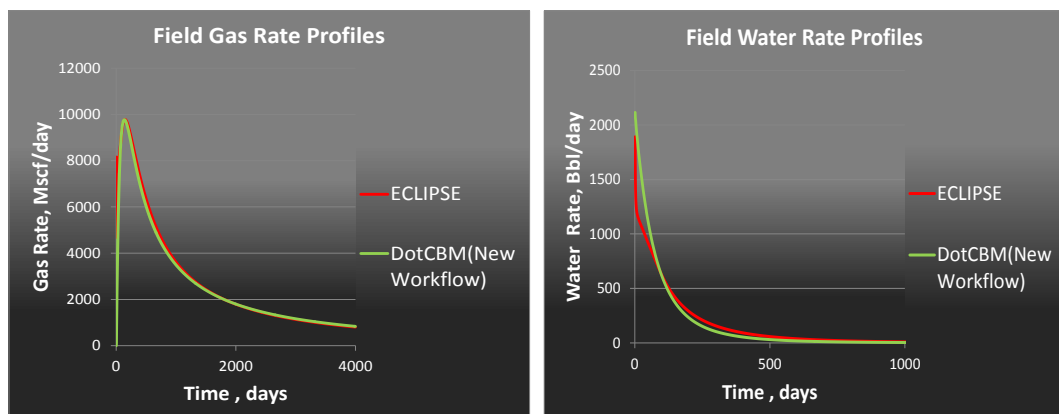 Field Gas Rate Profiles
12000
10000
8000
6000
4000
2000
0
Gas Rate, Mscf/day
0
2000
4000
Time , days
ECLIPSE
DotCBM(New
Workflow)
Field Water Rate Profiles
2500
2000
1500
1000
500
0
Water Rate, Bbl/day
0
500
1000
Time , days
ECLIPSE
DotCBM(New
Workflow)